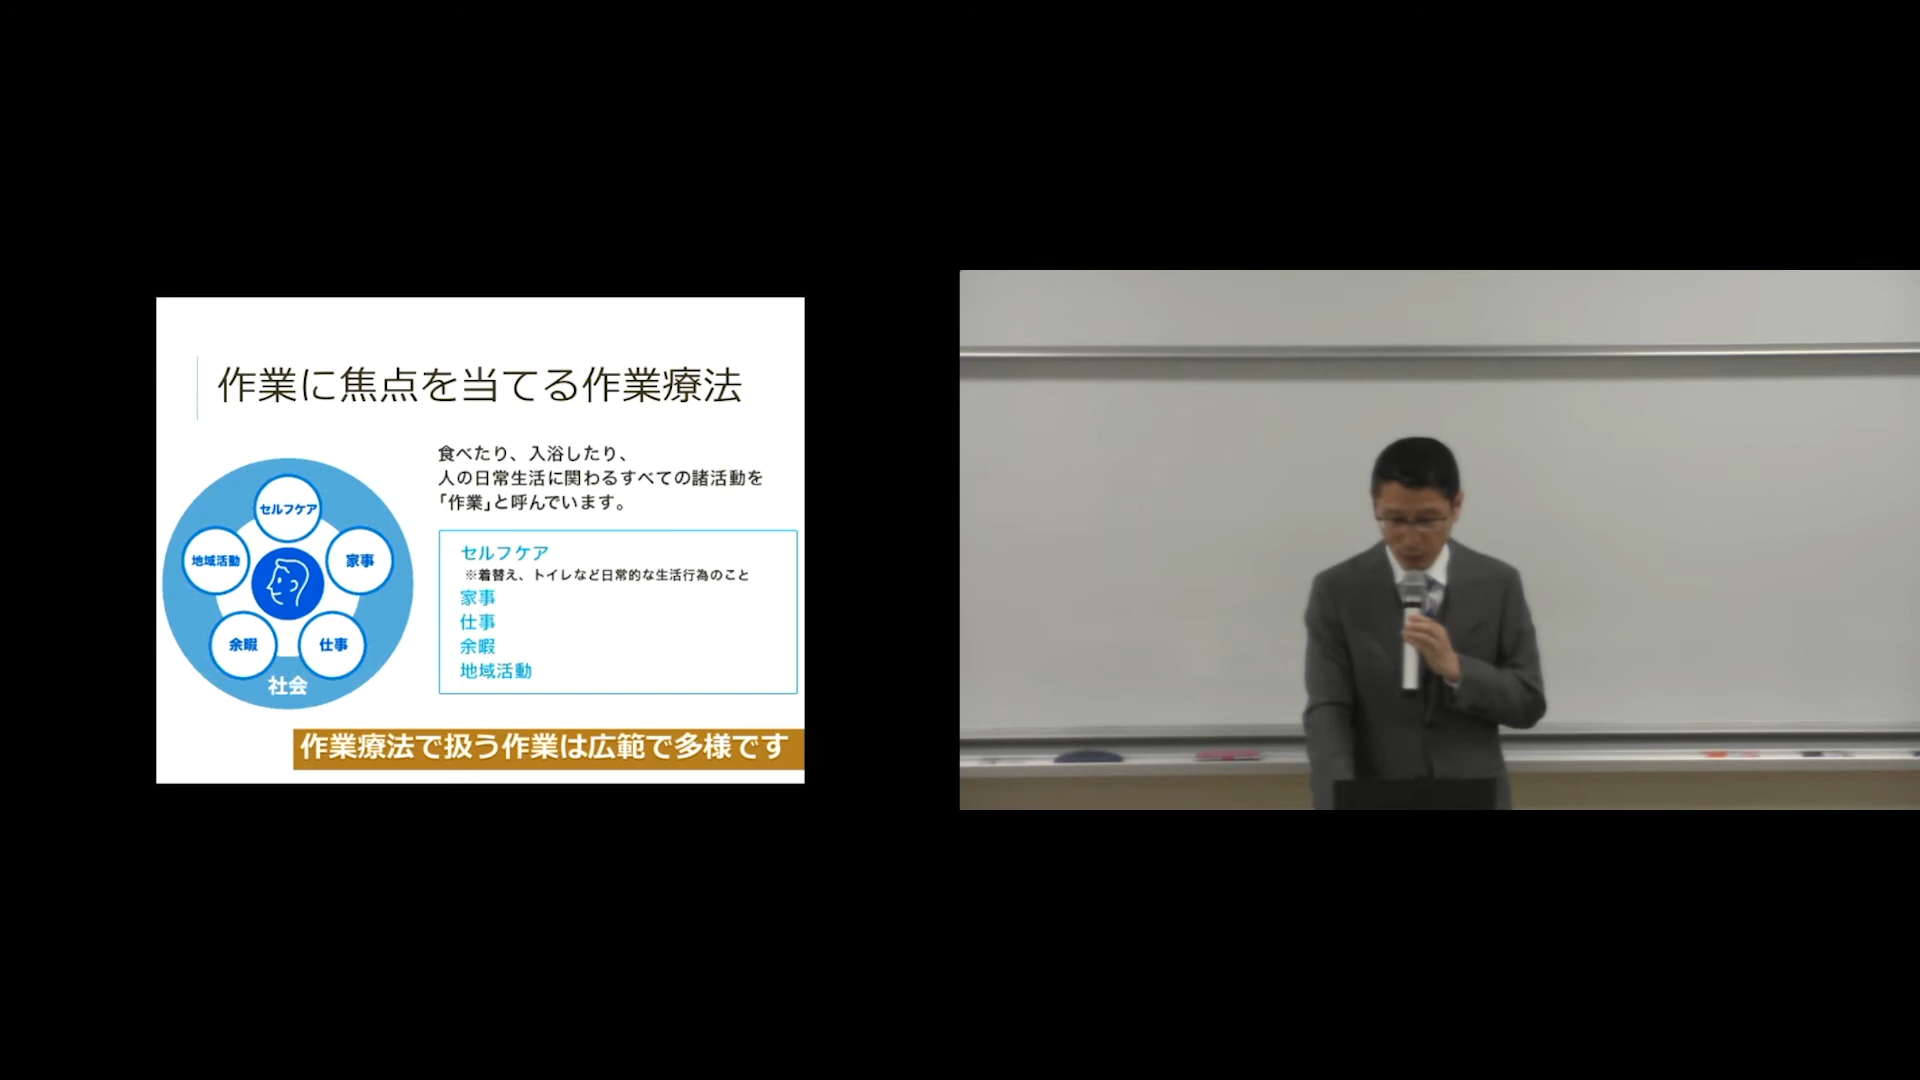 作業に焦点を当てる作業療法
食べたり、入浴したり、
人の日常生活に関わるすべての諸活動を
「作業」と呼んでいます。
セルフケア
地域活動
家事
余暇
仕事
社会
セルフケア
※着替え、トイレなど日常的な生活行為のこと
家事
仕事
余暇
地域活動
作業療法で扱う作業は広範で多様です